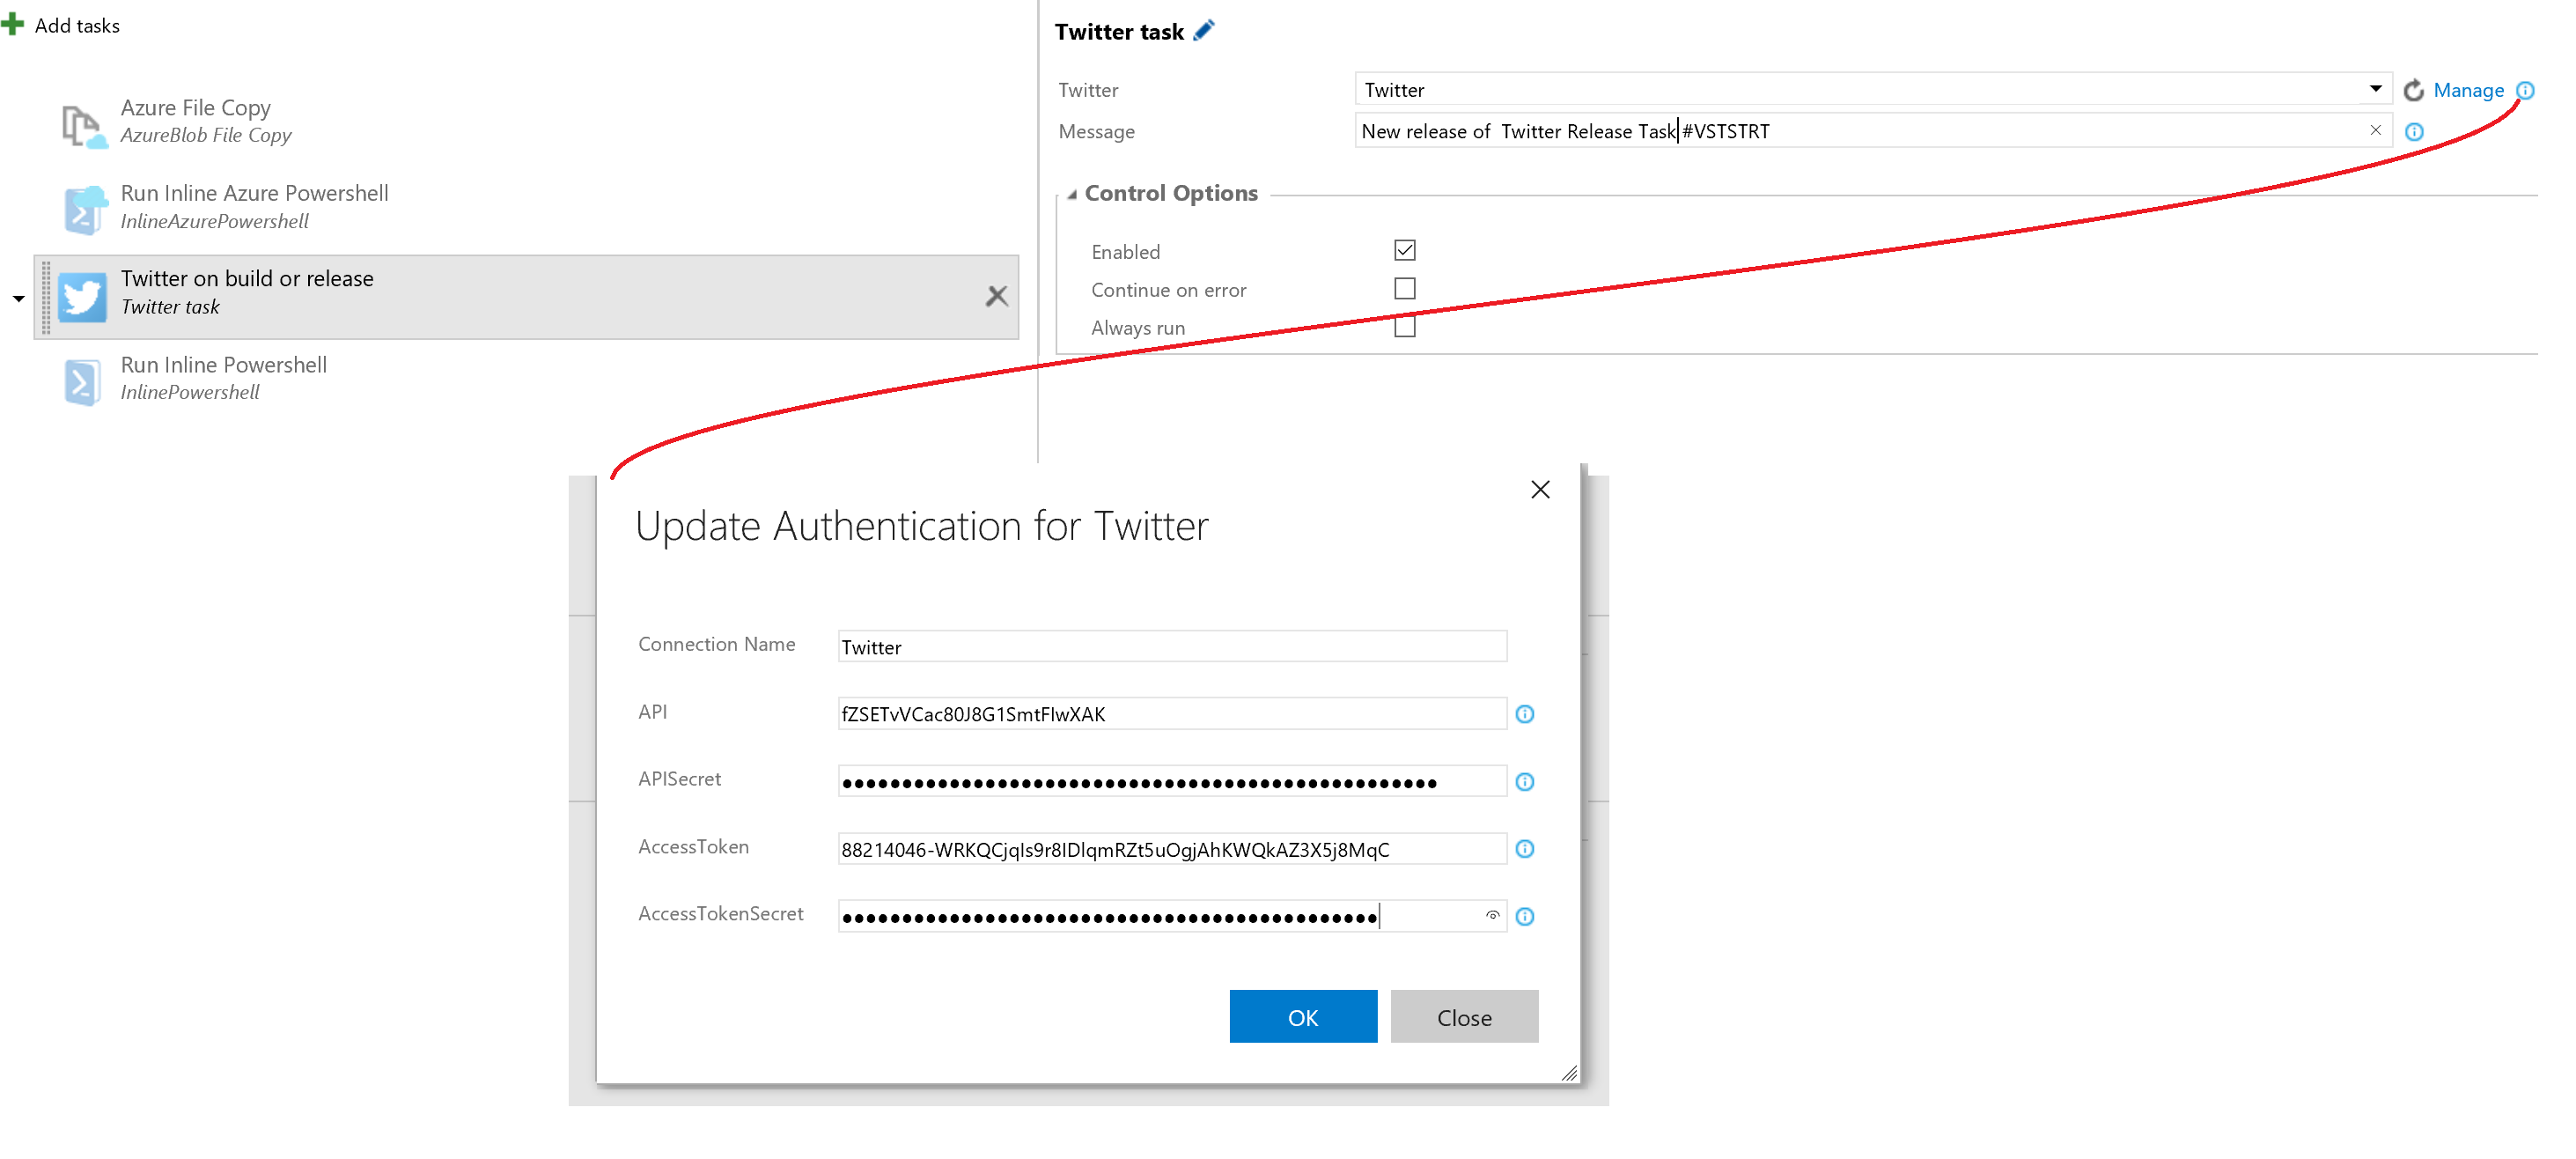 Add tasks
Azure File Copy
AzureBlob File Copy
Run Inline Azure Powershell
InlineAzurePowershell
Twitter on build or release
Twitter task
Run Inline Powershell
InlinePowershell
Twitter task
Twitter Twitter Manage
Message New release of  Twitter Release Task #VSTSTRT
Control Options
Enabled
Continue on error
Always run
Update Authentication for Twitter
Connection Name Twitter
API fZSETvVCac80J8G1SmtFIwXAK
APISecret ●●●●●●●●●●●●●●●●●●●●●●●●●●●●●●●●●●●●●●●●●●●●●●●●●●
AccessToken 88214046-WRKQCjqIs9r8IDlqmRZt5uOgjAhKWQkAZ3X5j8MqC
AccessTokenSecret ●●●●●●●●●●●●●●●●●●●●●●●●●●●●●●●●●●●●●●●●●●●●●
OK Close